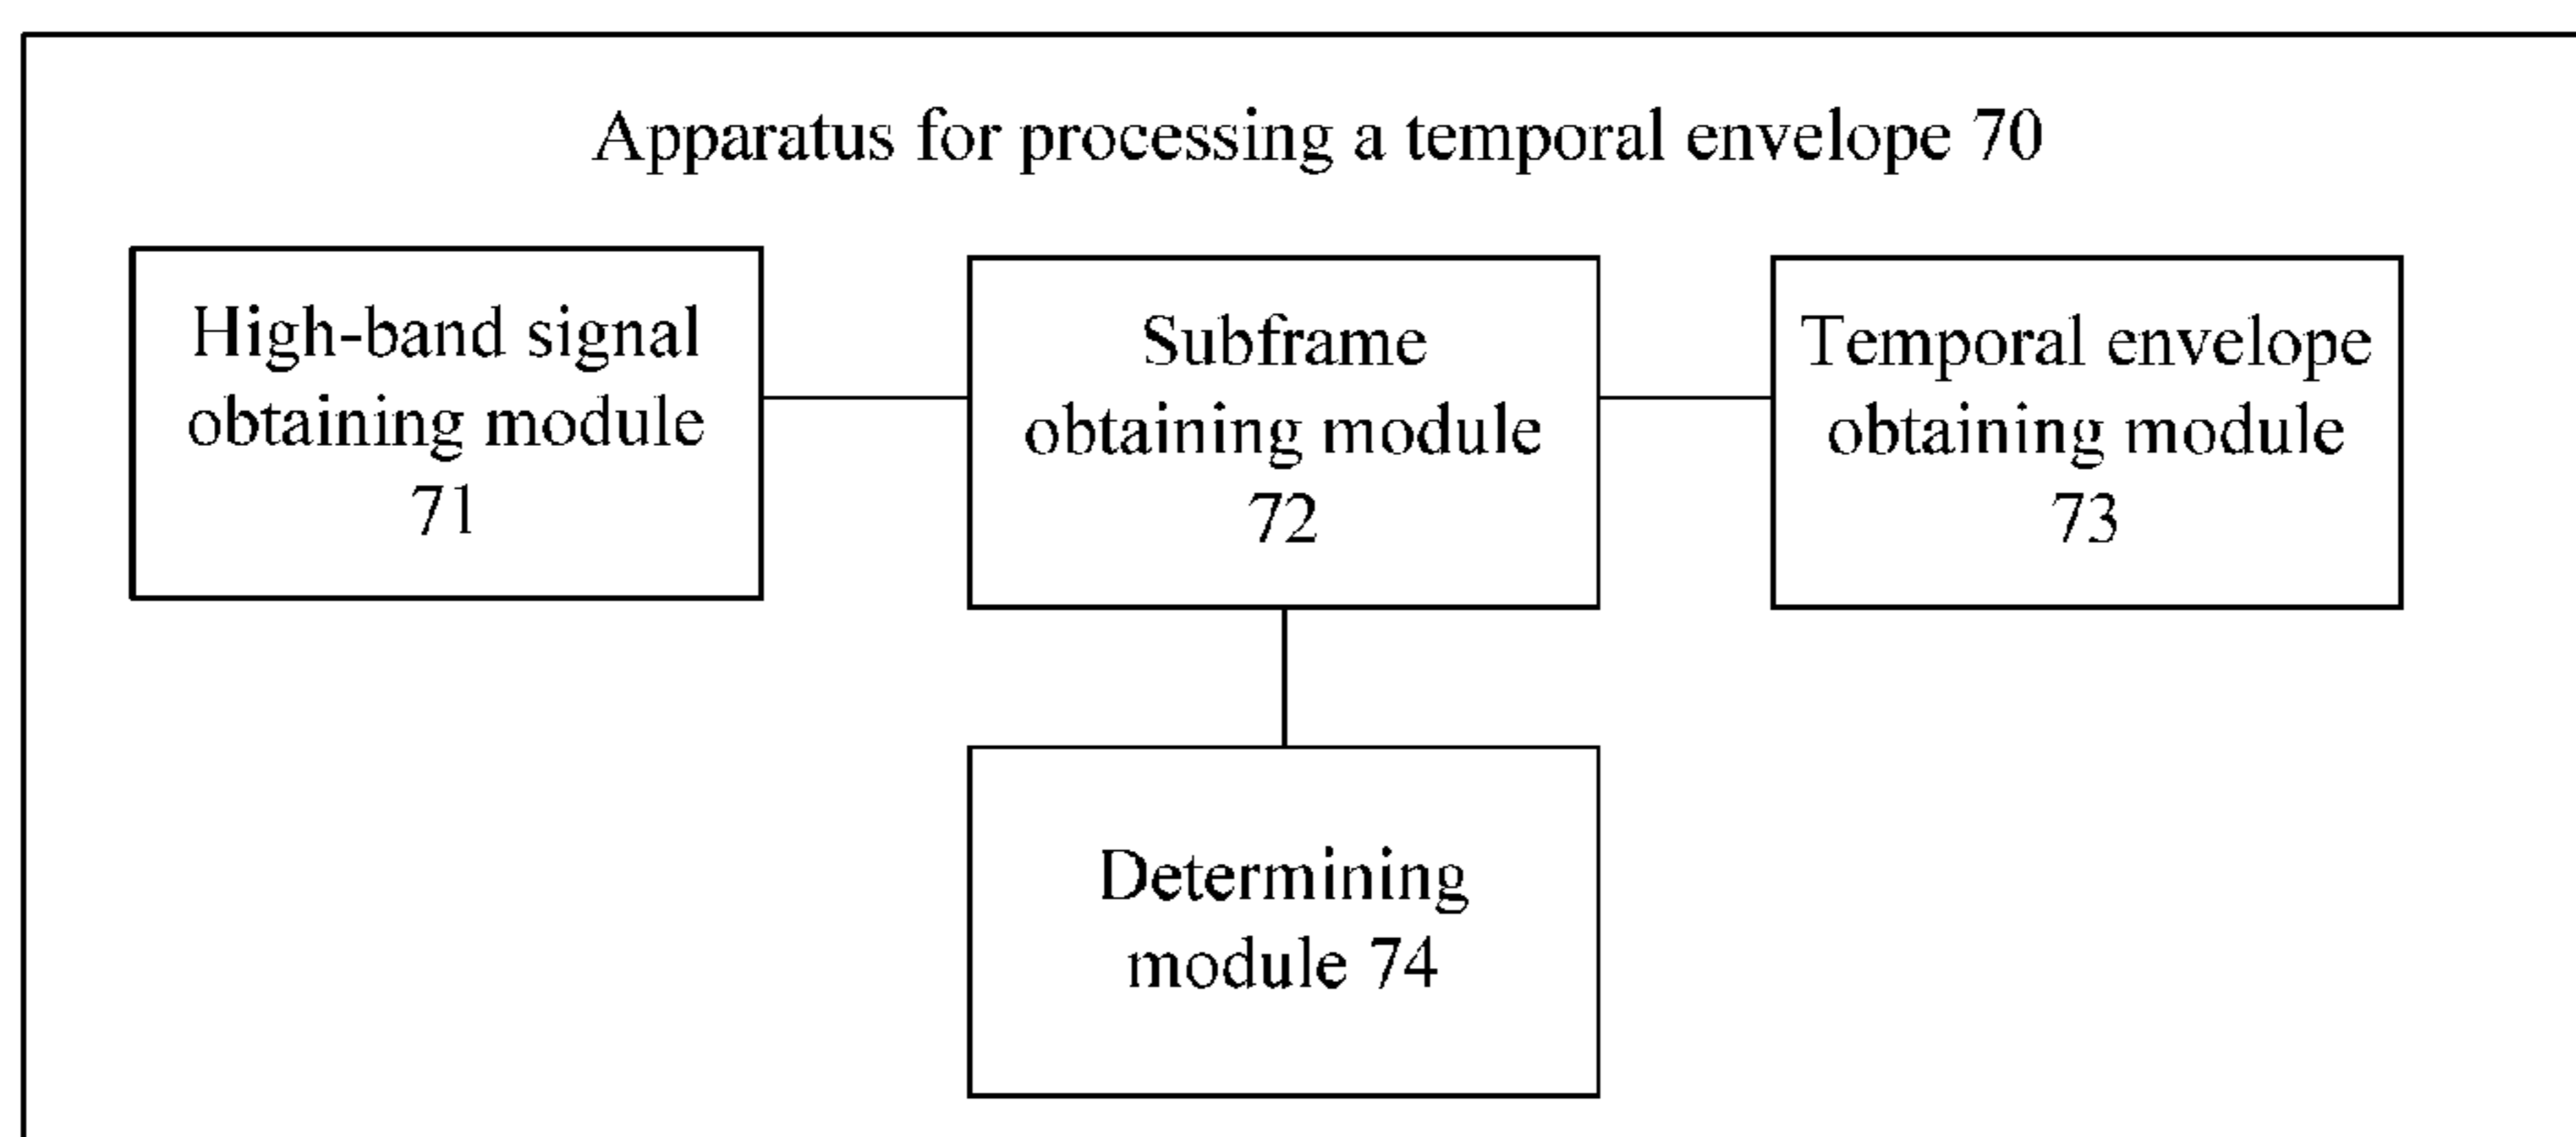 Apparatus for processing a temporal envelope 70
High-band signal
obtaining module
71
Subframe
obtaining module
72
Temporal envelope
obtaining module
73
Determining
module 74